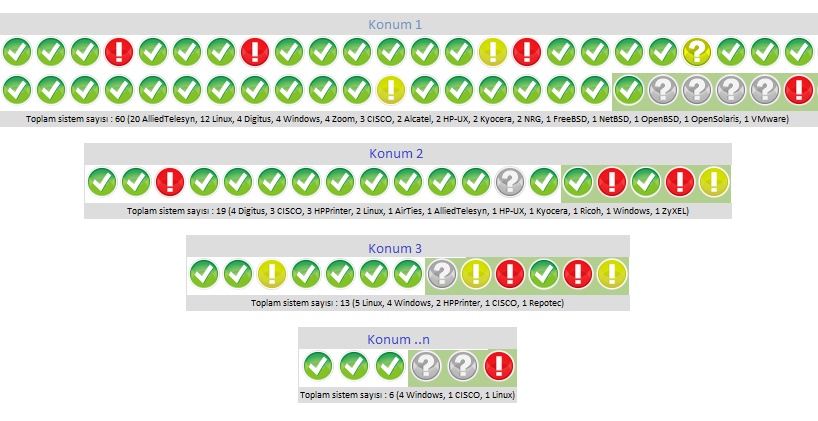 Konum 1
Toplam sistem sayısı : 60 (20 AlliedTelesyn, 12 Linux, 4 Digitus, 4 Windows, 4 Zoom, 3 CISCO, 2 Alcatel, 2 HP-UX, 2 Kyocera, 2 NRG, 1 FreeBSD, 1 NetBSD, 1 OpenBSD, 1 OpenSolaris, 1 VMware)
Konum 2
Toplam sistem sayısı : 19 (4 Digitus, 3 CISCO, 3 HPPrinter, 2 Linux, 1 AirTies, 1 AlliedTelesyn, 1 HP-UX, 1 Kyocera, 1 Ricoh, 1 Windows, 1 ZyXEL)
Konum 3
Toplam sistem sayısı : 13 (5 Linux, 4 Windows, 2 HPPrinter, 1 CISCO, 1 Repotec)
Konum ..n
Toplam sistem sayısı : 6 (4 Windows, 1 CISCO, 1 Linux)